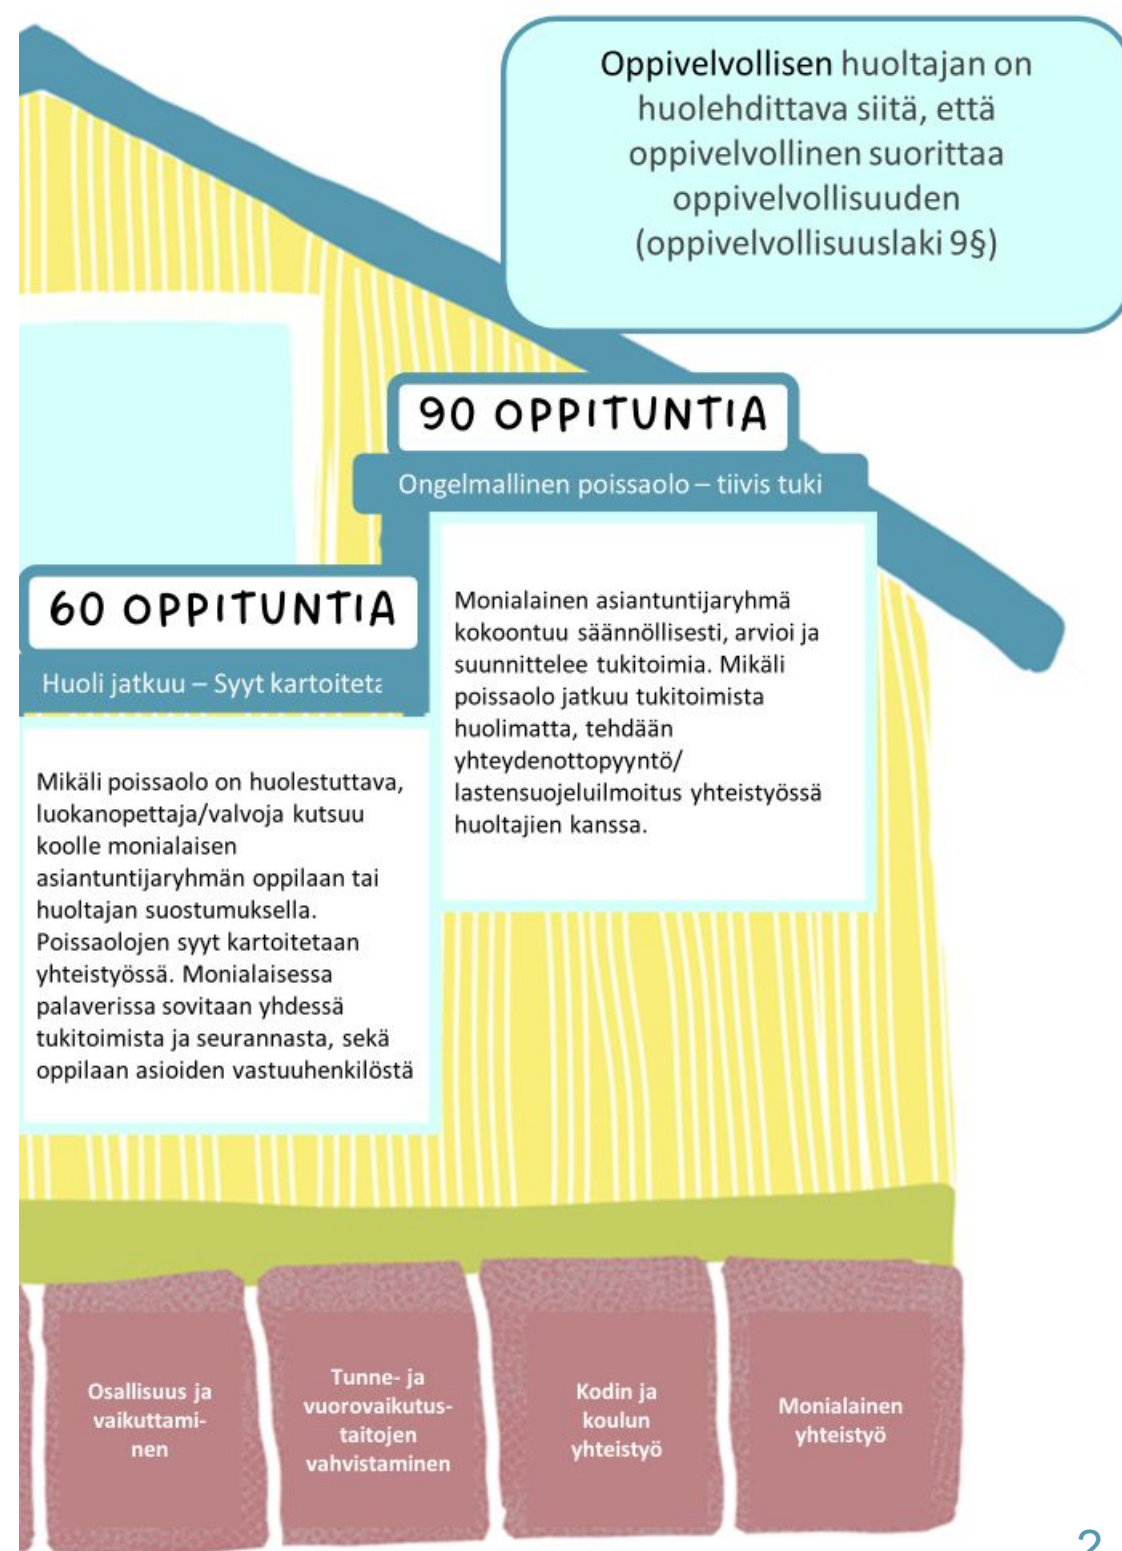 Oppivelvollisen huoltajan on
huolehdittava siitä, että
oppivelvollinen suorittaa
oppivelvollisuuden
(oppivelvollisuuslaki 9§)
90 OPPITUNTIA
Ongelmallinen poissaolo – tiivis tuki
Monialainen asiantuntijaryhmä
kokoontuu säännöllisesti, arvioi ja
suunnittelee tukitoimia. Mikäli
poissaolo jatkuu tukitoimista
huolimatta, tehdään
yhteydenottopyyntö/
lastensuojeluilmoitus yhteistyössä
huoltajien kanssa.
60 OPPITUNTIA
Huoli jatkuu – Syyt kartoiteta
Mikäli poissaolo on huolestuttava,
luokanopettaja/valvoja kutsuu
koolle monialaisen
asiantuntijaryhmän oppilaan tai
huoltajan suostumuksella.
Poissaolojen syyt kartoitetaan
yhteistyössä. Monialaisessa
palaverissa sovitaan yhdessä
tukitoimista ja seurannasta, sekä
oppilaan asioiden vastuuhenkilöstä
Osallisuus ja
vaikuttami-
nen
Tunne- ja
vuorovaikutus-
taitojen
vahvistaminen
Kodin ja
koulun
yhteistyö
Monialainen
yhteistyö
2